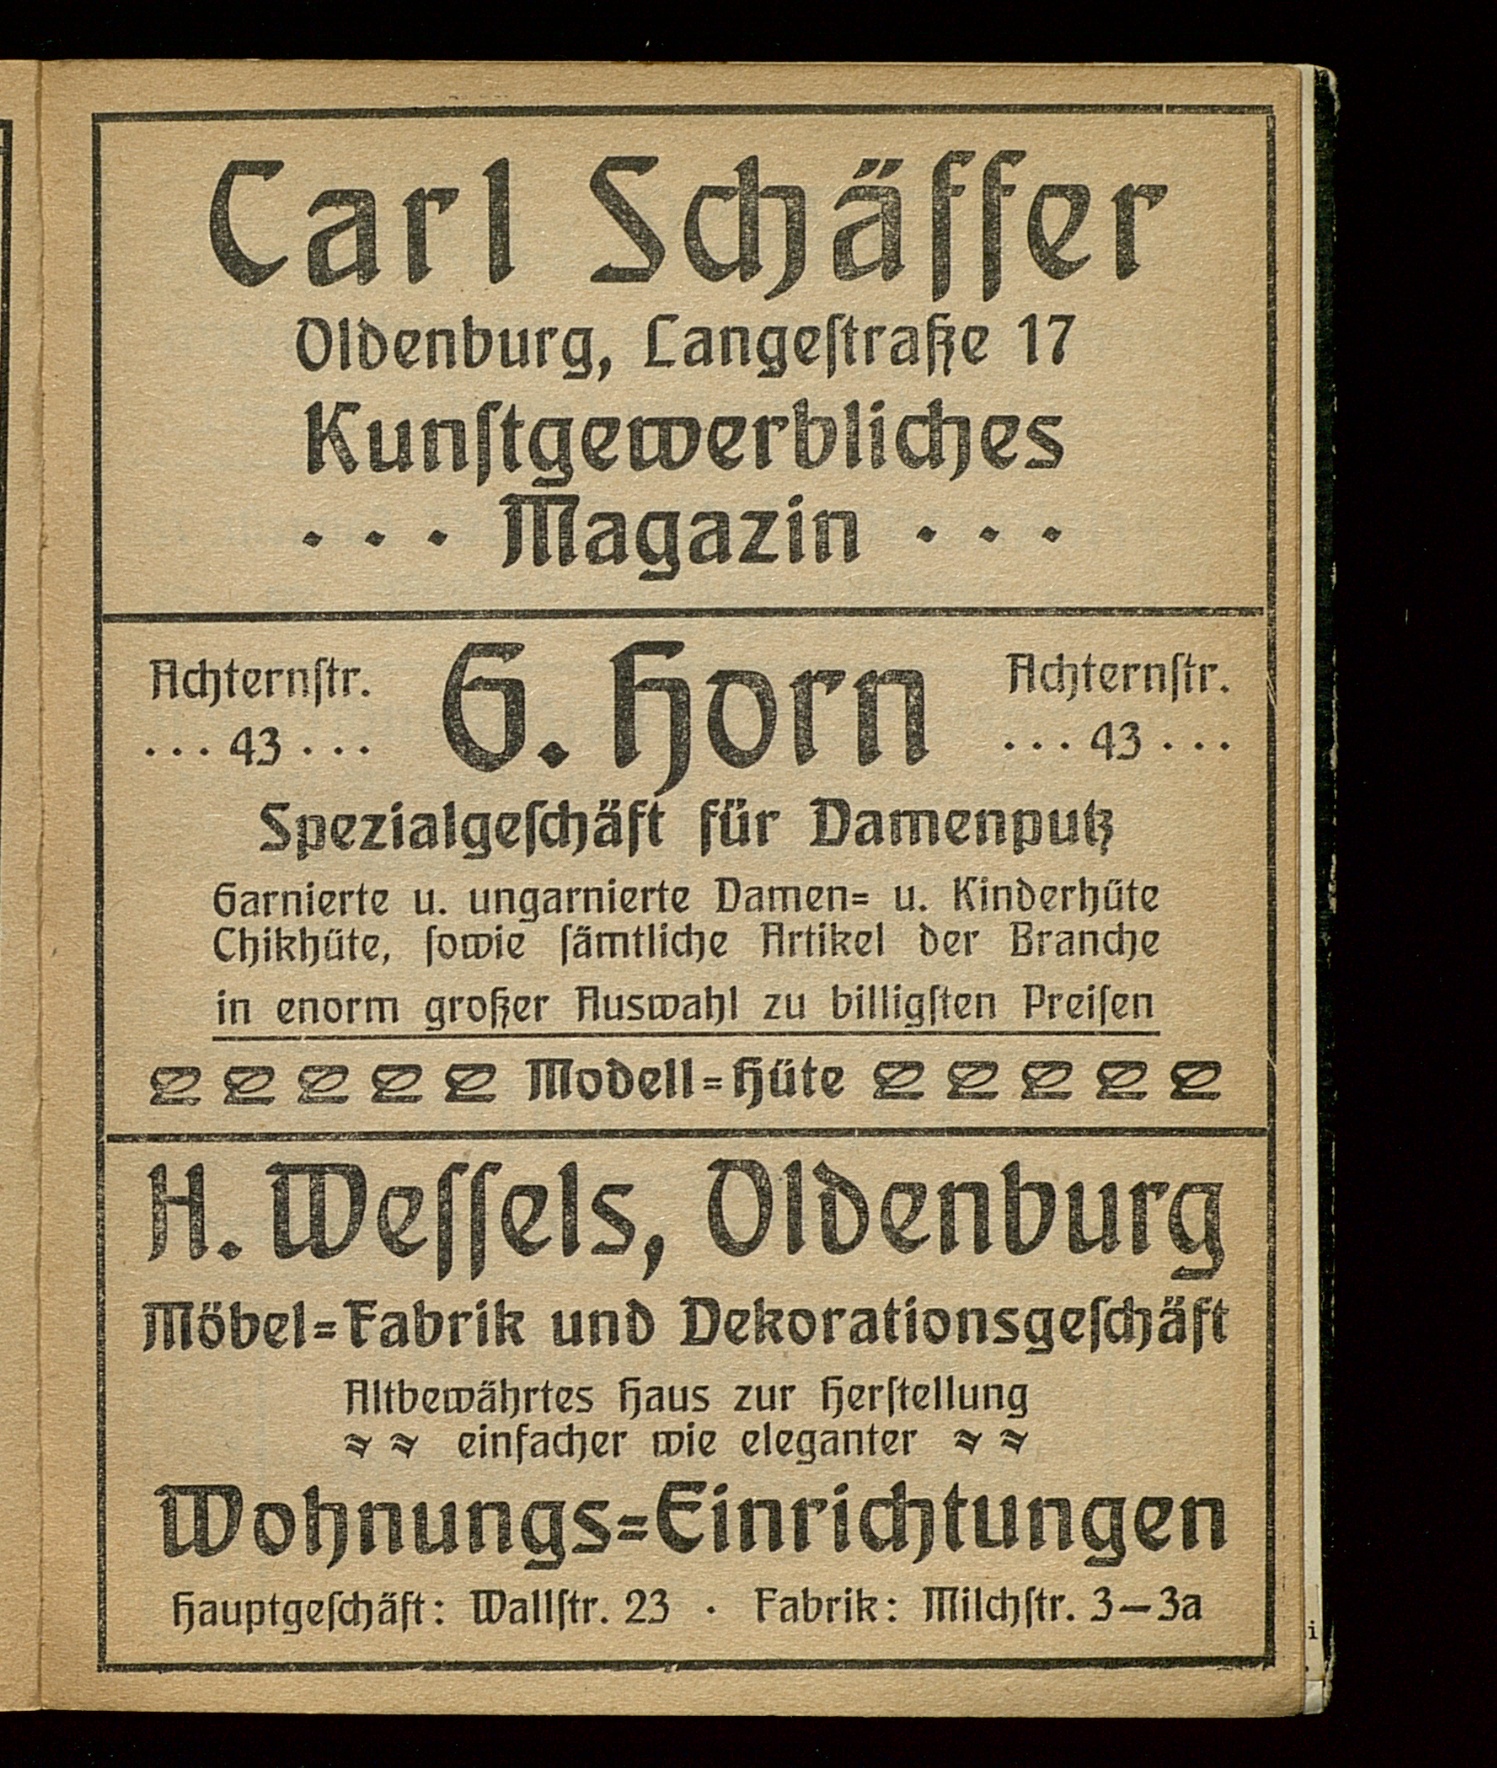 Carl Schäffer
Oldenburg, Langeſtraße 17
Kunſtgewerbliches
· · · Magazin · · ·
Achternſtr. G. Horn Achternſtr.
· · · 43 · · · · · · 43 · · ·
Spezialgeſchäft für Damenputz
Garnierte u. ungarnierte Damen= u. Kinderhüte
Chikhüte, ſowie ſämtliche Artikel der Branche
in enorm großer Auswahl zu billigſten Preiſen
Modell=Hüte
H. Weſſels, Oldenburg
Möbel=Fabrik und Dekorationsgeſchäft
Altbewährtes Haus zur Herſtellung
einfacher wie eleganter
Wohnungs=Einrichtungen
Hauptgeſchäft: Wallſtr. 23 · Fabrik: Milchſtr. 3—3a
i